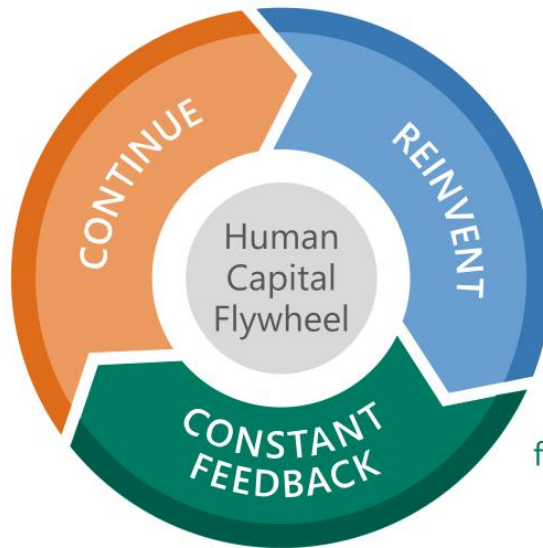 CONTINUE
REINVENT
Human
Capital
Flywheel
CONSTANT
FEEDBACK
f